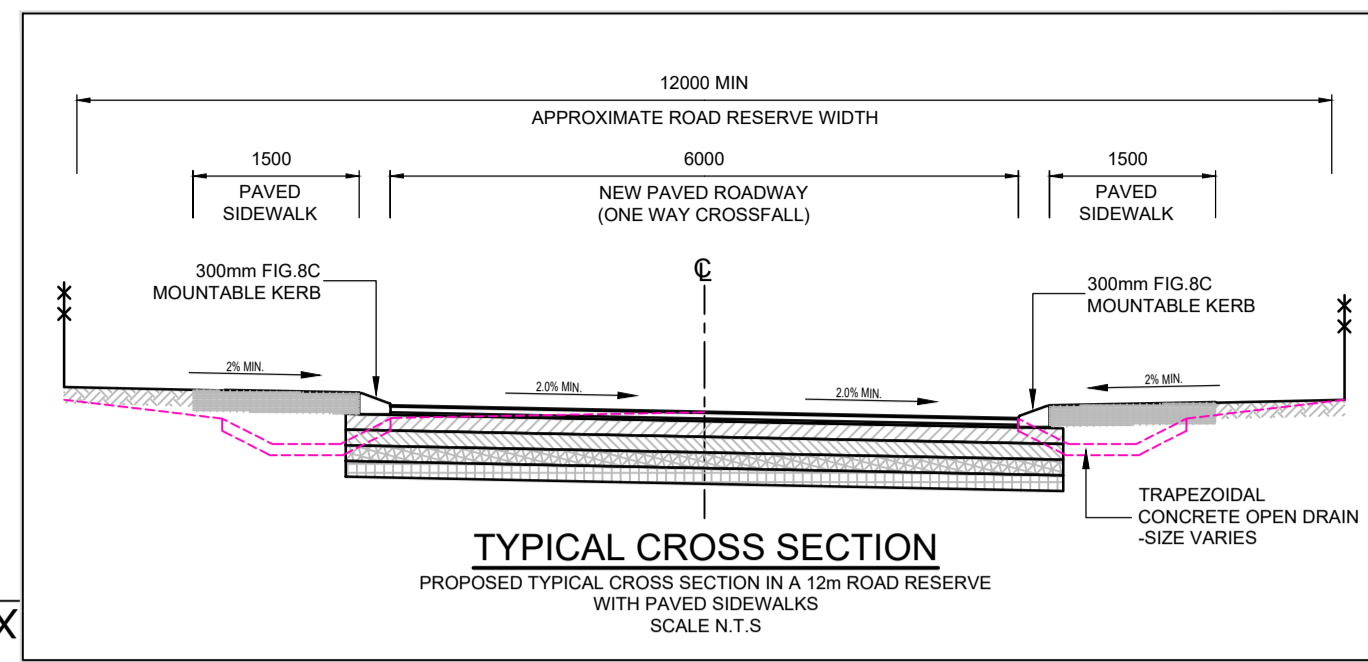 12000 MIN
APPROXIMATE ROAD RESERVE WIDTH
1500
PAVED
SIDEWALK
6000
NEW PAVED ROADWAY
(ONE WAY CROSSFALL)
1500
PAVED
SIDEWALK
300mm FIG.8C
MOUNTABLE KERB
℄
300mm FIG.8C
MOUNTABLE KERB
2% MIN.
2.0% MIN.
2.0% MIN.
2% MIN.
TRAPEZOIDAL
CONCRETE OPEN DRAIN
-SIZE VARIES
TYPICAL CROSS SECTION
PROPOSED TYPICAL CROSS SECTION IN A 12m ROAD RESERVE
WITH PAVED SIDEWALKS
SCALE N.T.S
X